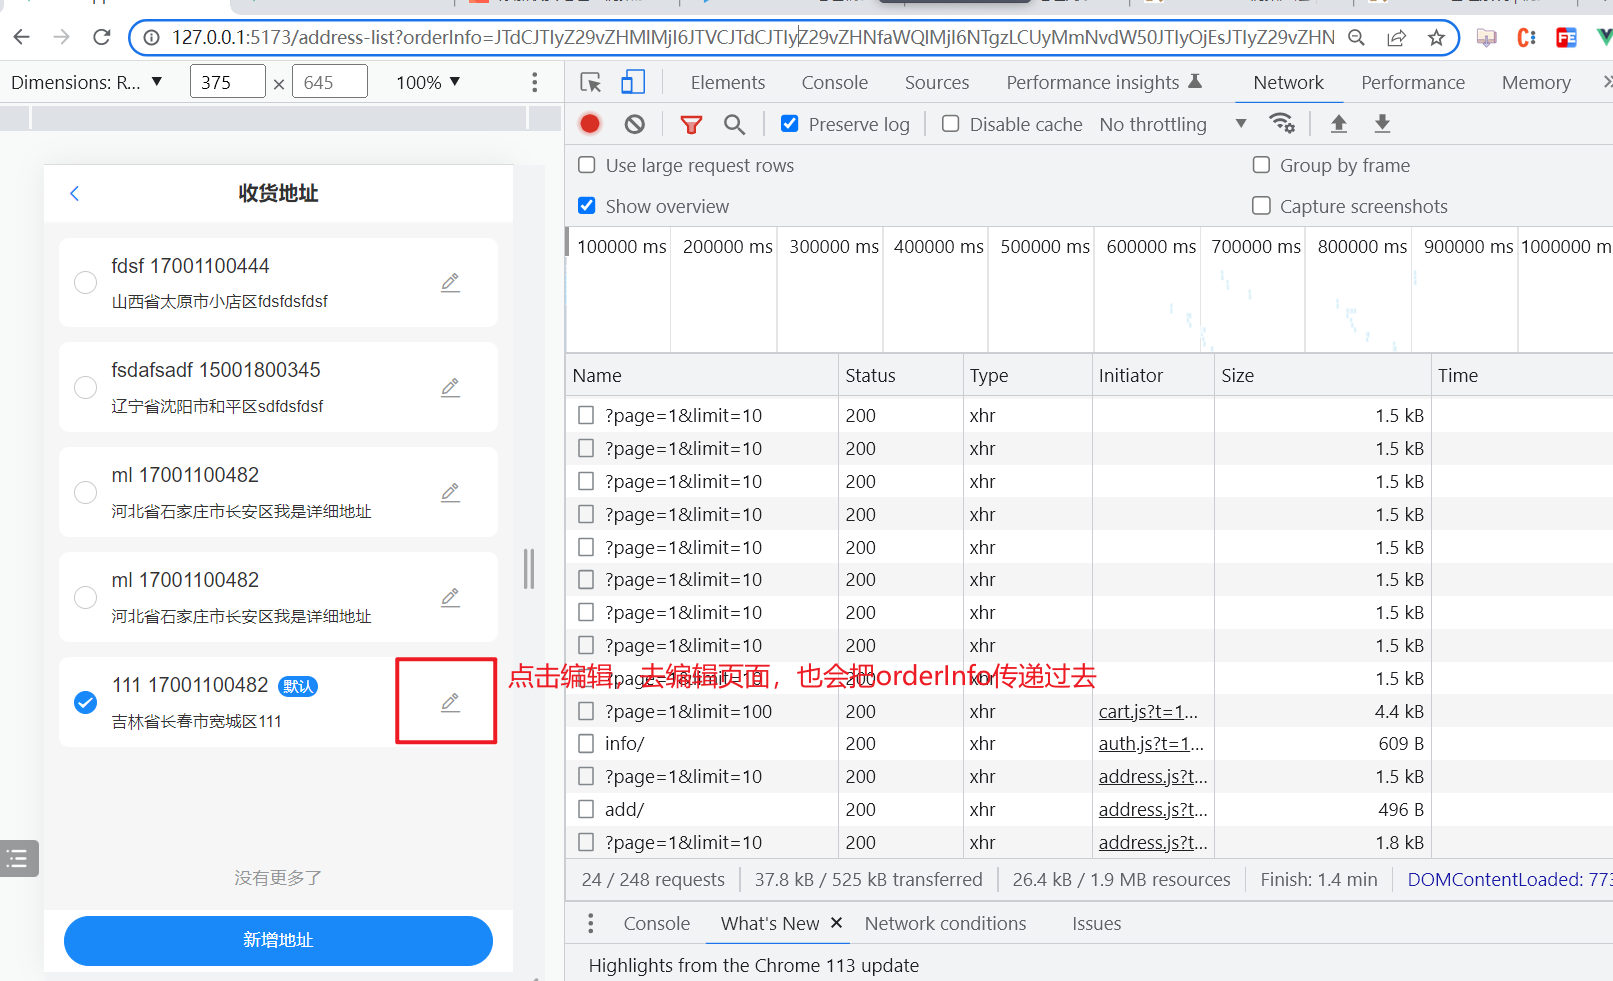 127.0.0.1:5173/address-list?orderInfo=JTdCJTIyZ29vZHMlMjI6JTVCJTdCJTIyZ29vZHNfaWQlMjI6NTgzLCUyMmNvdW50JTIyOjEsJTIyZ29vZHN
Dimensions: R... ▼ 375 × 645 100% ▼
Elements Console Sources Performance insights Network Performance Memory »
Preserve log Disable cache No throttling ▼
Use large request rows Group by frame
Show overview Capture screenshots
100000 ms 200000 ms 300000 ms 400000 ms 500000 ms 600000 ms 700000 ms 800000 ms 900000 ms 1000000 m
收货地址
fdsf 17001100444
山西省太原市小店区fdsfdsfdsf
fsdafsadf 15001800345
辽宁省沈阳市和平区sdfdsfdsf
ml 17001100482
河北省石家庄市长安区我是详细地址
ml 17001100482
河北省石家庄市长安区我是详细地址
111 17001100482 默认
吉林省长春市宽城区111
点击编辑，去编辑页面，也会把orderInfo传递过去
没有更多了
新增地址
Name Status Type Initiator Size Time
?page=1&limit=10 200 xhr 1.5 kB
?page=1&limit=10 200 xhr 1.5 kB
?page=1&limit=10 200 xhr 1.5 kB
?page=1&limit=10 200 xhr 1.5 kB
?page=1&limit=10 200 xhr 1.5 kB
?page=1&limit=10 200 xhr 1.5 kB
?page=1&limit=10 200 xhr 1.5 kB
?page=1&limit=10 200 xhr 1.5 kB
?page=1&limit=10 200 xhr 1.5 kB
?page=1&limit=100 200 xhr cart.js?t=1... 4.4 kB
info/ 200 xhr auth.js?t=1... 609 B
?page=1&limit=10 200 xhr address.js?t... 1.5 kB
add/ 200 xhr address.js?t... 496 B
?page=1&limit=10 200 xhr address.js?t... 1.8 kB
24 / 248 requests 37.8 kB / 525 kB transferred 26.4 kB / 1.9 MB resources Finish: 1.4 min DOMContentLoaded: 773
Console What's New × Network conditions Issues
Highlights from the Chrome 113 update